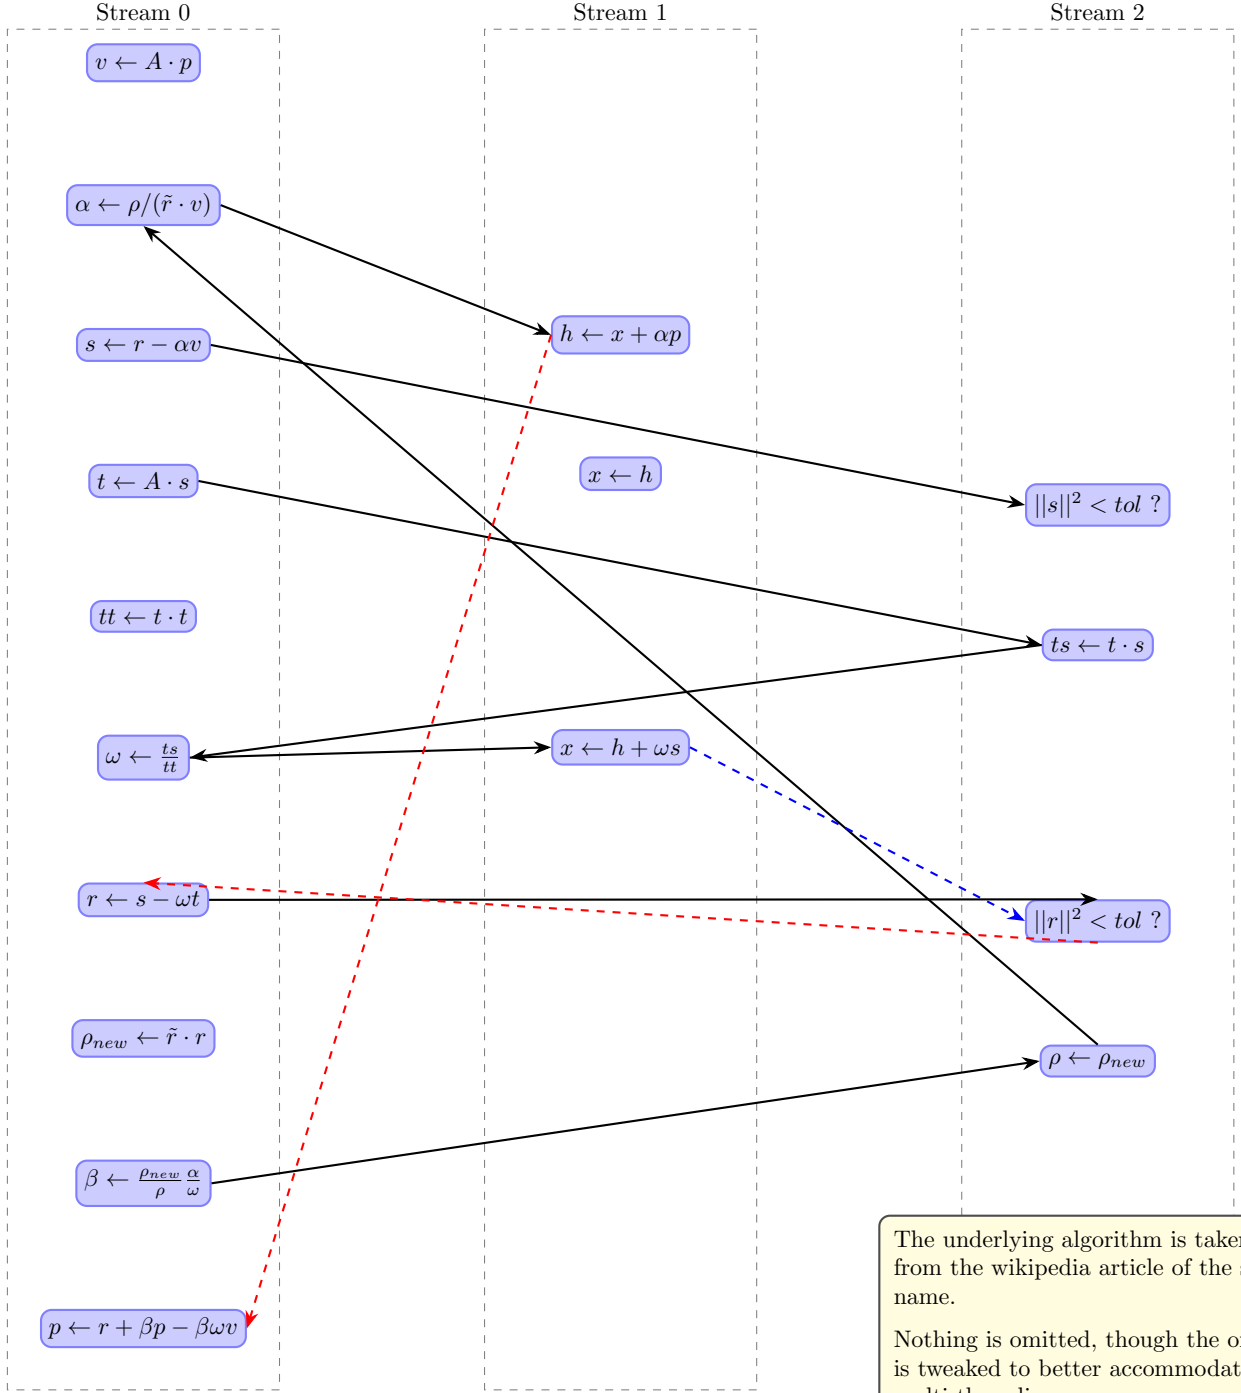 Stream 0
Stream 1
Stream 2
v ← A · p
α ← ρ/(r̃ · v)
h ← x + αp
s ← r − αv
x ← h
t ← A · s
||s||² < tol ?
tt ← t · t
ts ← t · s
ω ← ts/tt
x ← h + ωs
r ← s − ωt
||r||² < tol ?
ρnew ← r̃ · r
ρ ← ρnew
β ← ρnew/ρ α/ω
p ← r + βp − βωv
The underlying algorithm is taken
from the wikipedia article of the
name.
Nothing is omitted, though the
is tweaked to better